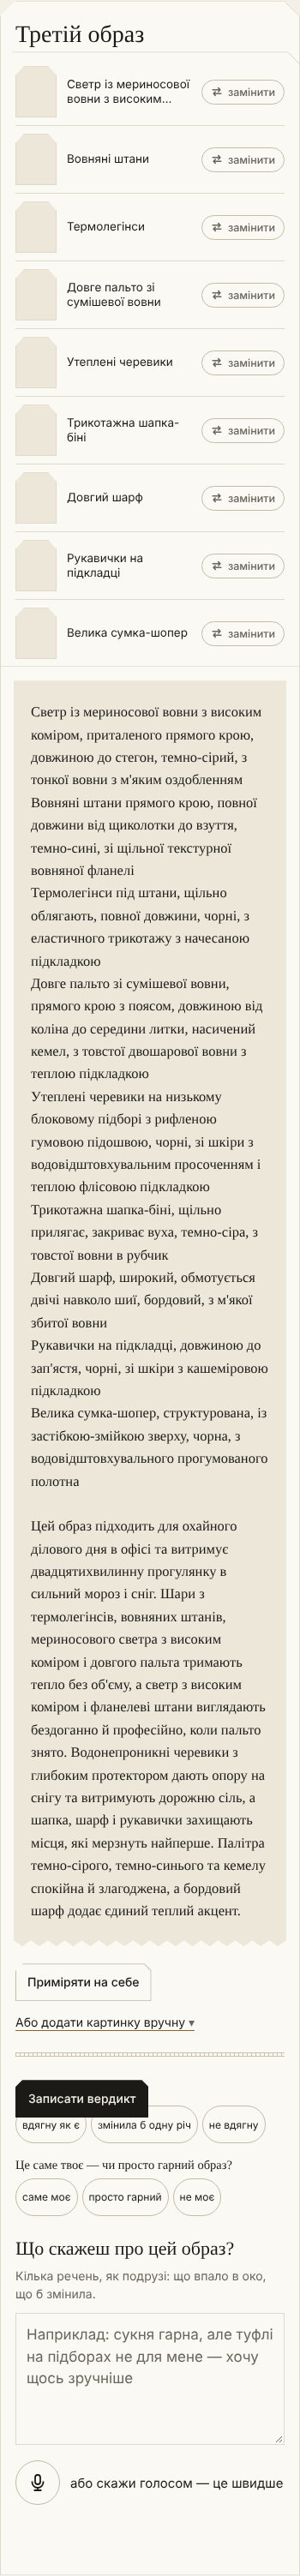 Третій образ
Светр із мериносової
вовни з високим...
замінити
Вовняні штани
замінити
Термолегінси
замінити
Довге пальто зі
сумішевої вовни
замінити
Утеплені черевики
замінити
Трикотажна шапка-
біні
замінити
Довгий шарф
замінити
Рукавички на
підкладці
замінити
Велика сумка-шопер
замінити
Светр із мериносової вовни з високим
коміром, приталеного прямого крою,
довжиною до стегон, темно-сірий, з
тонкої вовни з м'яким оздобленням
Вовняні штани прямого крою, повної
довжини від щиколотки до взуття,
темно-сині, зі щільної текстурної
вовняної фланелі
Термолегінси під штани, щільно
облягають, повної довжини, чорні, з
еластичного трикотажу з начесаною
підкладкою
Довге пальто зі сумішевої вовни,
прямого крою з поясом, довжиною від
коліна до середини литки, насичений
кемел, з товстої двошарової вовни з
теплою підкладкою
Утеплені черевики на низькому
блоковому підборі з рифленою
гумовою підошвою, чорні, зі шкіри з
водовідштовхувальним просоченням і
теплою флісовою підкладкою
Трикотажна шапка-біні, щільно
прилягає, закриває вуха, темно-сіра, з
товстої вовни в рубчик
Довгий шарф, широкий, обмотується
двічі навколо шиї, бордовий, з м'якої
збитої вовни
Рукавички на підкладці, довжиною до
зап'ястя, чорні, зі шкіри з кашеміровою
підкладкою
Велика сумка-шопер, структурована, із
застібкою-змійкою зверху, чорна, з
водовідштовхувального прогумованого
полотна
Цей образ підходить для охайного
ділового дня в офісі та витримує
двадцятихвилинну прогулянку в
сильний мороз і сніг. Шари з
термолегінсів, вовняних штанів,
мериносового светра з високим
коміром і довгого пальта тримають
тепло без об'єму, а светр з високим
коміром і фланелеві штани виглядають
бездоганно й професійно, коли пальто
знято. Водонепроникні черевики з
глибоким протектором дають опору на
снігу та витримують дорожню сіль, а
шапка, шарф і рукавички захищають
місця, які мерзнуть найперше. Палітра
темно-сірого, темно-синього та кемелу
спокійна й злагоджена, а бордовий
шарф додає єдиний теплий акцент.
Приміряти на себе
Або додати картинку вручну ▾
Записати вердикт
вдягну як є
змінила б одну річ
не вдягну
Це саме твоє — чи просто гарний образ?
саме моє
просто гарний
не моє
Що скажеш про цей образ?
Кілька речень, як подрузі: що впало в око,
що б змінила.
Наприклад: сукня гарна, але туфлі
на підборах не для мене — хочу
щось зручніше
або скажи голосом — це швидше